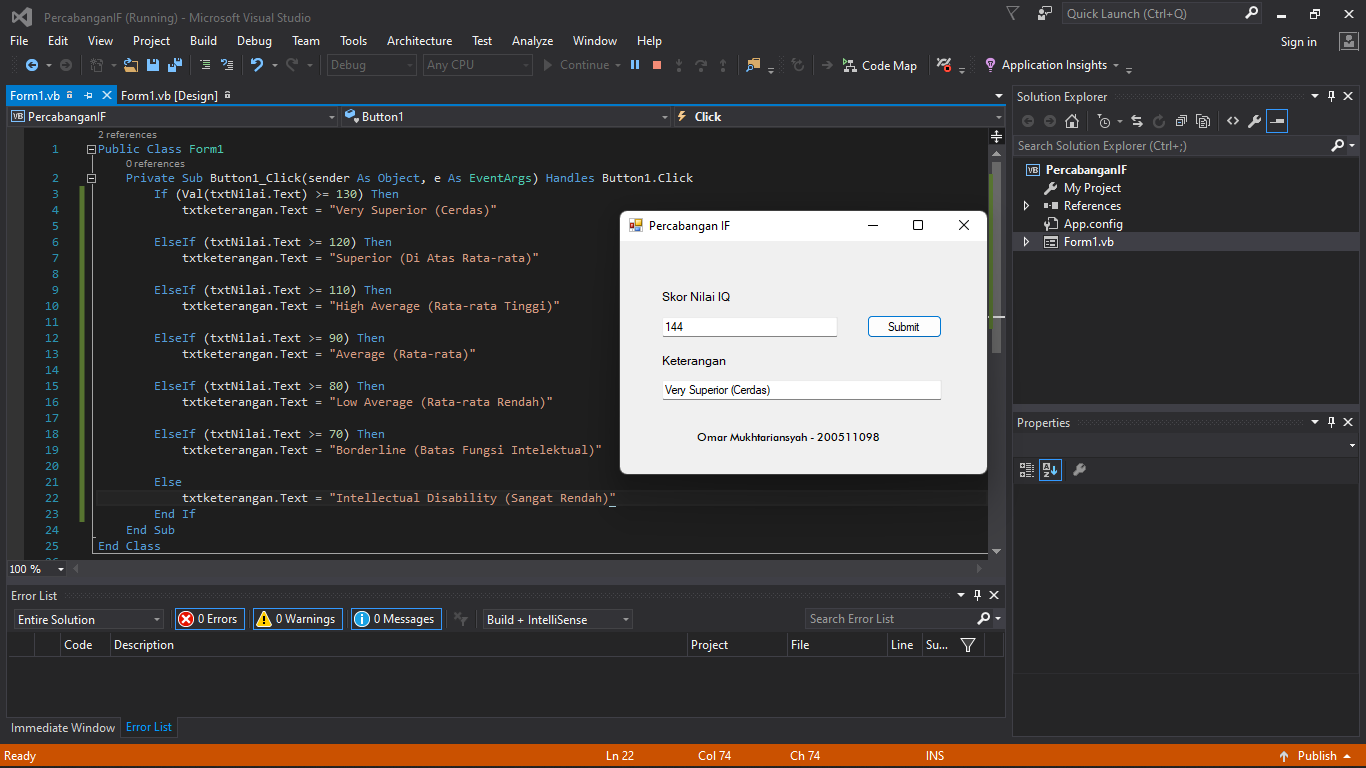 PercabanganIF (Running) - Microsoft Visual Studio
Quick Launch (Ctrl+Q)
File Edit View Project Build Debug Team Tools Architecture Test Analyze Window Help
Sign in
Debug Any CPU Continue Code Map Application Insights
Form1.vb Form1.vb [Design]
VB PercabanganIF Button1 Click
2 references
1 Public Class Form1
0 references
2 Private Sub Button1_Click(sender As Object, e As EventArgs) Handles Button1.Click
3 If (Val(txtNilai.Text) >= 130) Then
4 txtketerangan.Text = "Very Superior (Cerdas)"
5
6 ElseIf (txtNilai.Text >= 120) Then
7 txtketerangan.Text = "Superior (Di Atas Rata-rata)"
8
9 ElseIf (txtNilai.Text >= 110) Then
10 txtketerangan.Text = "High Average (Rata-rata Tinggi)"
11
12 ElseIf (txtNilai.Text >= 90) Then
13 txtketerangan.Text = "Average (Rata-rata)"
14
15 ElseIf (txtNilai.Text >= 80) Then
16 txtketerangan.Text = "Low Average (Rata-rata Rendah)"
17
18 ElseIf (txtNilai.Text >= 70) Then
19 txtketerangan.Text = "Borderline (Batas Fungsi Intelektual)"
20
21 Else
22 txtketerangan.Text = "Intellectual Disability (Sangat Rendah)"
23 End If
24 End Sub
25 End Class
100 %
Percabangan IF
Skor Nilai IQ
144 Submit
Keterangan
Very Superior (Cerdas)
Omar Mukhtariansyah - 200511098
Solution Explorer
Search Solution Explorer (Ctrl+;)
VB PercabanganIF
My Project
References
App.config
Form1.vb
Properties
Error List
Entire Solution 0 Errors 0 Warnings 0 Messages Build + IntelliSense Search Error List
Code Description Project File Line Su...
Immediate Window Error List
Ready Ln 22 Col 74 Ch 74 INS Publish